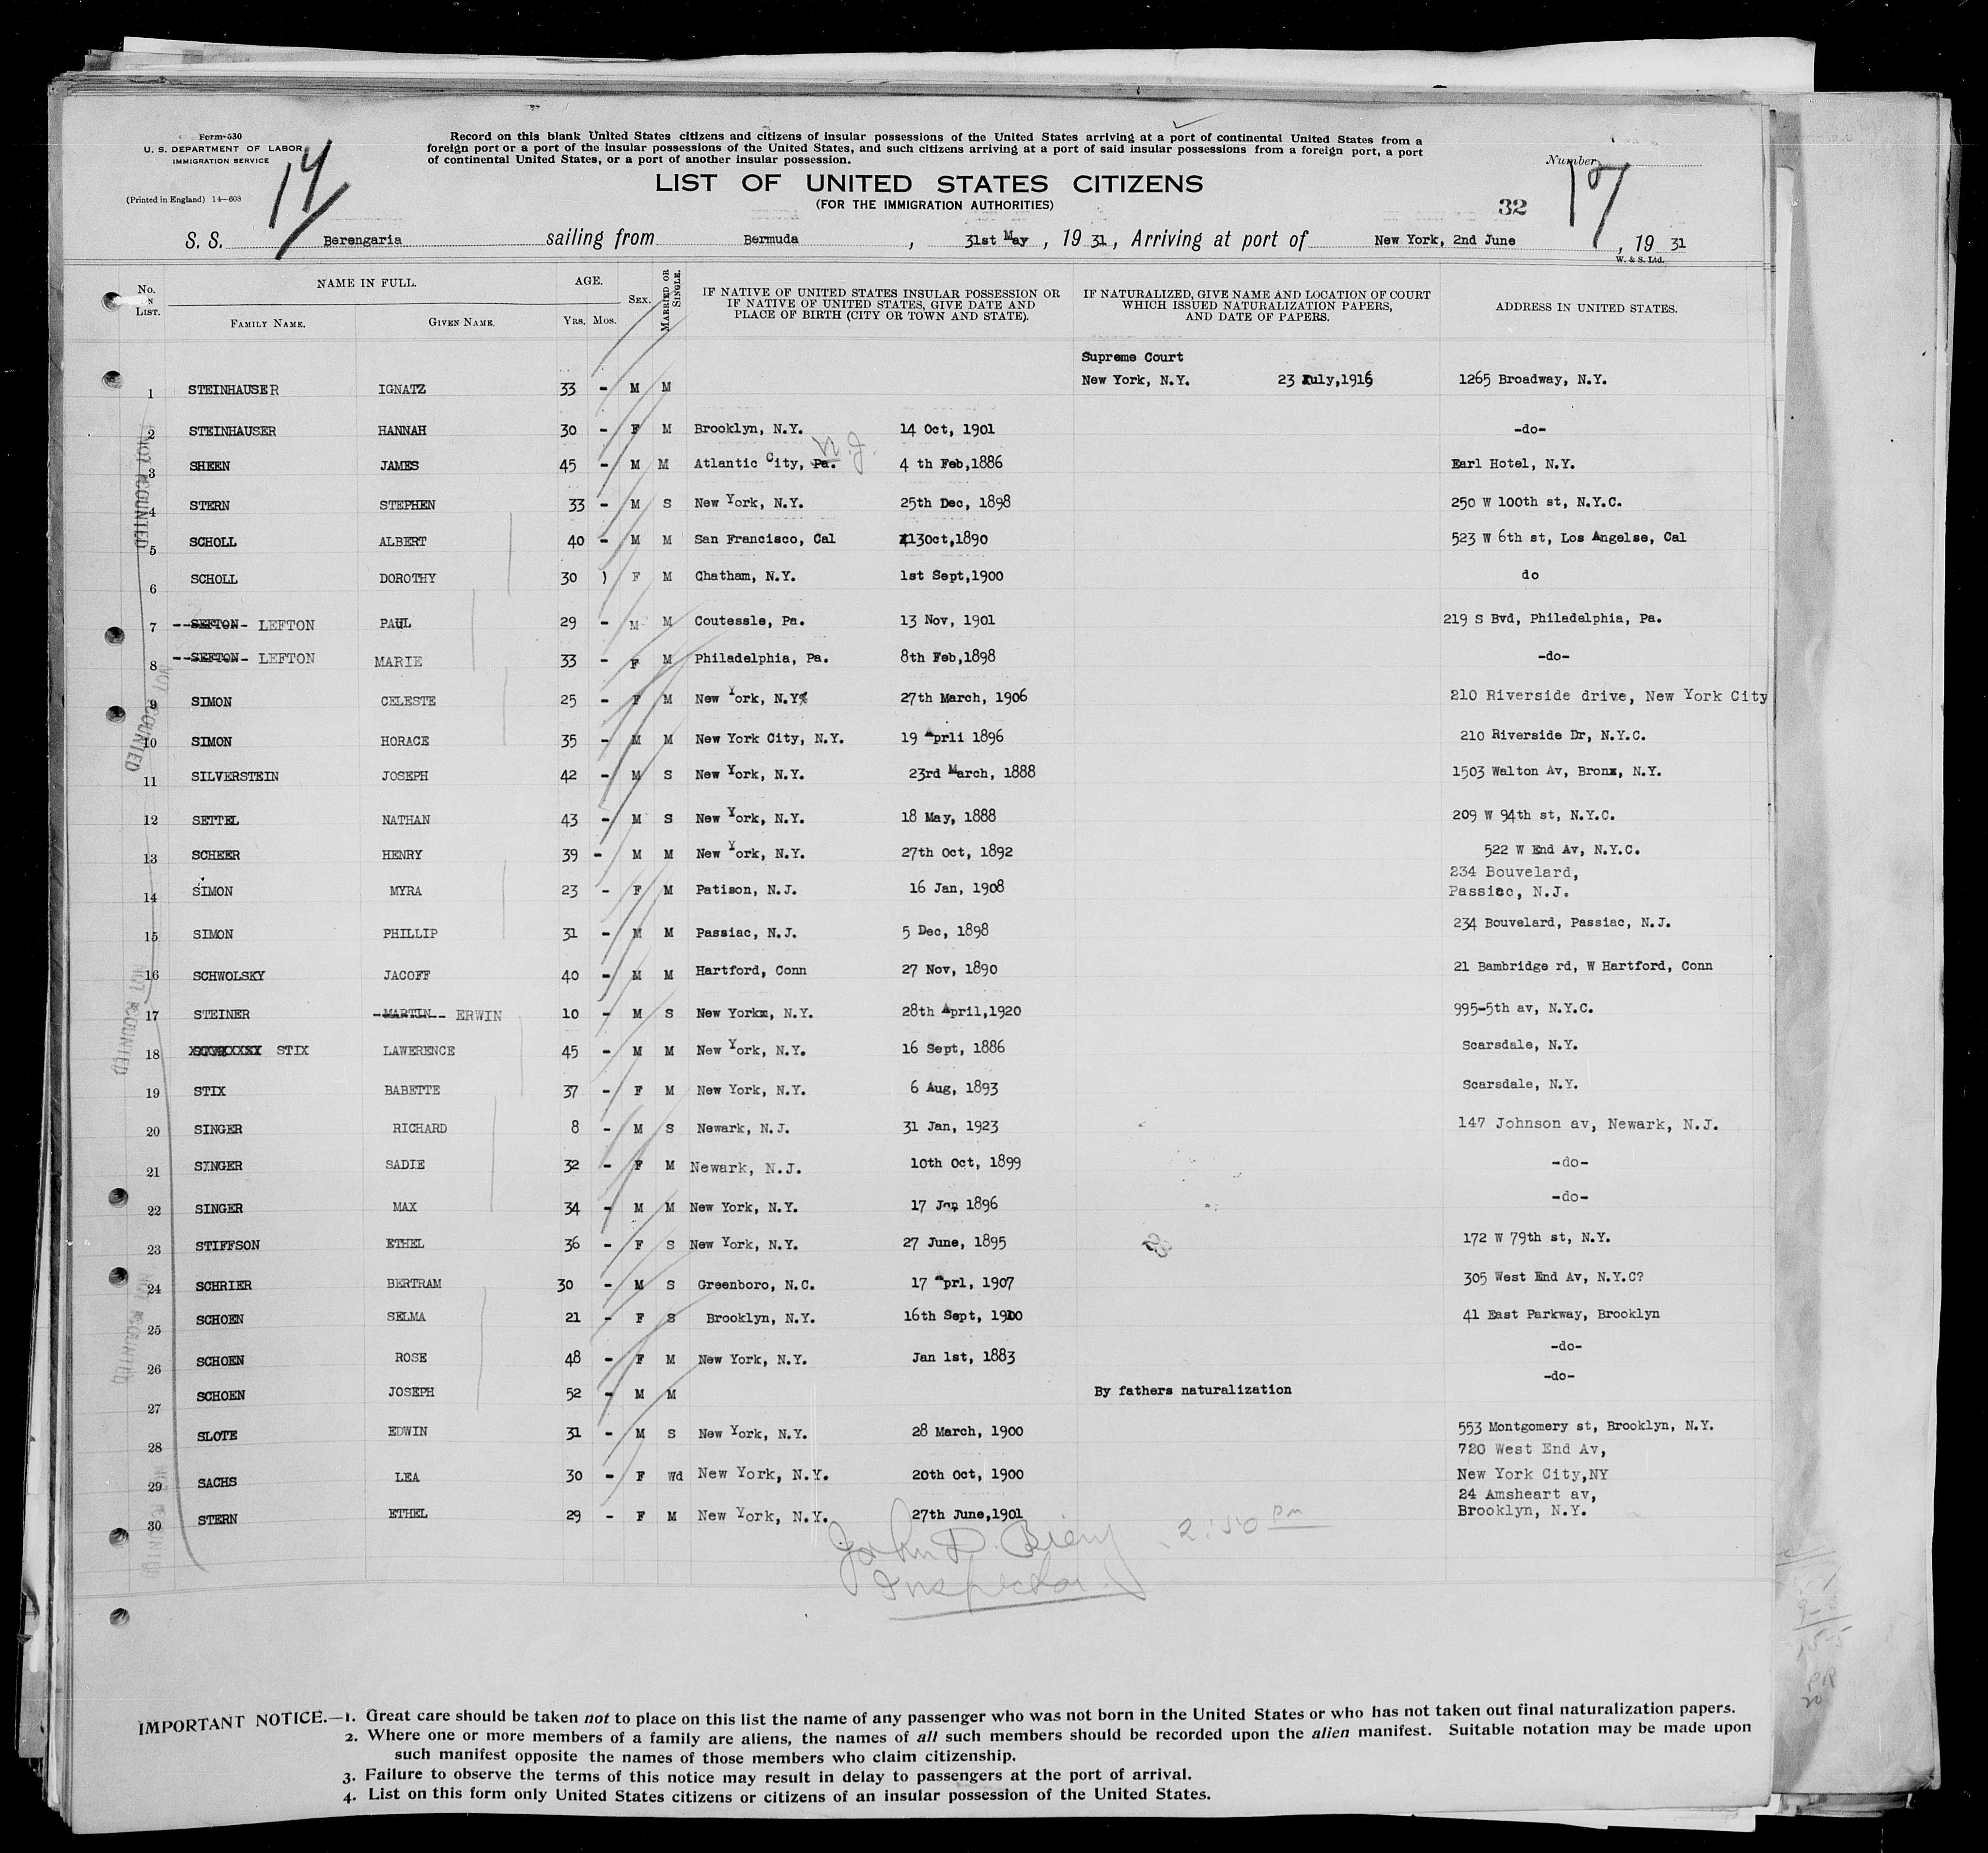 Form-530
U. S. DEPARTMENT OF LABOR
IMMIGRATION SERVICE
(Printed in England) 14—608
14
Record on this blank United States citizens and citizens of insular possessions of the United States arriving at a port of continental United States from a
foreign port or a port of the insular possessions of the United States, and such citizens arriving at a port of said insular possessions from a foreign port, a port
of continental United States, or a port of another insular possession.
Number
17
LIST OF UNITED STATES CITIZENS
(FOR THE IMMIGRATION AUTHORITIES)
32
S. S. Berengaria sailing from Bermuda, 31st May, 19 31, Arriving at port of New York, 2nd June, 19 31
W. & S. Ltd.
No. on List. NAME IN FULL. Family Name. Given Name. AGE. Yrs. Mos. Sex. Married or Single. IF NATIVE OF UNITED STATES INSULAR POSSESSION OR IF NATIVE OF UNITED STATES, GIVE DATE AND PLACE OF BIRTH (CITY OR TOWN AND STATE). IF NATURALIZED, GIVE NAME AND LOCATION OF COURT WHICH ISSUED NATURALIZATION PAPERS, AND DATE OF PAPERS. ADDRESS IN UNITED STATES.
Supreme Court
1 STEINHAUSER IGNATZ 33 - M M New York, N.Y. 23 July,1916 1265 Broadway, N.Y.
2 STEINHAUSER HANNAH 30 - F M Brooklyn, N.Y. 14 Oct, 1901 -do-
3 SHEEN JAMES 45 - M M Atlantic City, Pa. N.J. 4 th Feb,1886 Earl Hotel, N.Y.
4 STERN STEPHEN 33 - M S New York, N.Y. 25th Dec, 1898 250 W 100th st, N.Y.C.
5 SCHOLL ALBERT 40 - M M San Francisco, Cal 13Oct,1890 523 W 6th st, Los Angelse, Cal
6 SCHOLL DOROTHY 30 ) F M Chatham, N.Y. 1st Sept,1900 do
7 --SEFTON- LEFTON PAUL 29 - M M Coutessle, Pa. 13 Nov, 1901 219 S Bvd, Philadelphia, Pa.
8 --SEFTON- LEFTON MARIE 33 - F M Philadelphia, Pa. 8th Feb,1898 -do-
9 SIMON CELESTE 25 - F M New York, N.Y% 27th March, 1906 210 Riverside drive, New York City
10 SIMON HORACE 35 - M M New York City, N.Y. 19 Aprli 1896 210 Riverside Dr, N.Y.C.
11 SILVERSTEIN JOSEPH 42 - M S New York, N.Y. 23rd March, 1888 1503 Walton Av, Bronx, N.Y.
12 SETTEL NATHAN 43 - M S New York, N.Y. 18 May, 1888 209 W 94th st, N.Y.C.
13 SCHEER HENRY 39 - M M New York, N.Y. 27th Oct, 1892 522 W End Av, N.Y.C.
234 Bouvelard,
14 SIMON MYRA 23 - F M Patison, N.J. 16 Jan, 1908 Passiac, N.J.
15 SIMON PHILLIP 31 - M M Passiac, N.J. 5 Dec, 1898 234 Bouvelard, Passiac, N.J.
16 SCHWOLSKY JACOFF 40 - M M Hartford, Conn 27 Nov, 1890 21 Bambridge rd, W Hartford, Conn
17 STEINER -MARTIN-- ERWIN 10 - M S New Yorkx, N.Y. 28th April,1920 995-5th av, N.Y.C.
18 STIX LAWERENCE 45 - M M New York, N.Y. 16 Sept, 1886 Scarsdale, N.Y.
19 STIX BABETTE 37 - F M New York, N.Y. 6 Aug, 1893 Scarsdale, N.Y.
20 SINGER RICHARD 8 - M S Newark, N.J. 31 Jan, 1923 147 Johnson av, Newark, N.J.
21 SINGER SADIE 32 - F M Newark, N.J. 10th Oct, 1899 -do-
22 SINGER MAX 34 - M M New York, N.Y. 17 Jan 1896 -do-
23 STIFFSON ETHEL 36 - F S New York, N.Y. 27 June, 1895 172 W 79th st, N.Y.
24 SCHRIER BERTRAM 30 - M S Greenboro, N.C. 17 Aprl, 1907 305 West End Av, N.Y.C?
25 SCHOEN SELMA 21 - F S Brooklyn, N.Y. 16th Sept, 1910 41 East Parkway, Brooklyn
26 SCHOEN ROSE 48 - F M New York, N.Y. Jan 1st, 1883 -do-
27 SCHOEN JOSEPH 52 - M M By fathers naturalization -do-
28 SLOTE EDWIN 31 - M S New York, N.Y. 28 March, 1900 553 Montgomery st, Brooklyn, N.Y.
720 West End Av,
29 SACHS LEA 30 - F Wd New York, N.Y. 20th Oct, 1900 New York City,NY
24 Amsheart av,
30 STERN ETHEL 29 - F M New York, N.Y. 27th June,1901 Brooklyn, N.Y.
NOT RCOUNTED
NOT RCOUNTED
NOT RCOUNTED
NOT RCOUNTED
John D. 2:50 pm
Inspector
IMPORTANT NOTICE.—1. Great care should be taken not to place on this list the name of any passenger who was not born in the United States or who has not taken out final naturalization papers.
2. Where one or more members of a family are aliens, the names of all such members should be recorded upon the alien manifest. Suitable notation may be made upon
such manifest opposite the names of those members who claim citizenship.
3. Failure to observe the terms of this notice may result in delay to passengers at the port of arrival.
4. List on this form only United States citizens or citizens of an insular possession of the United States.